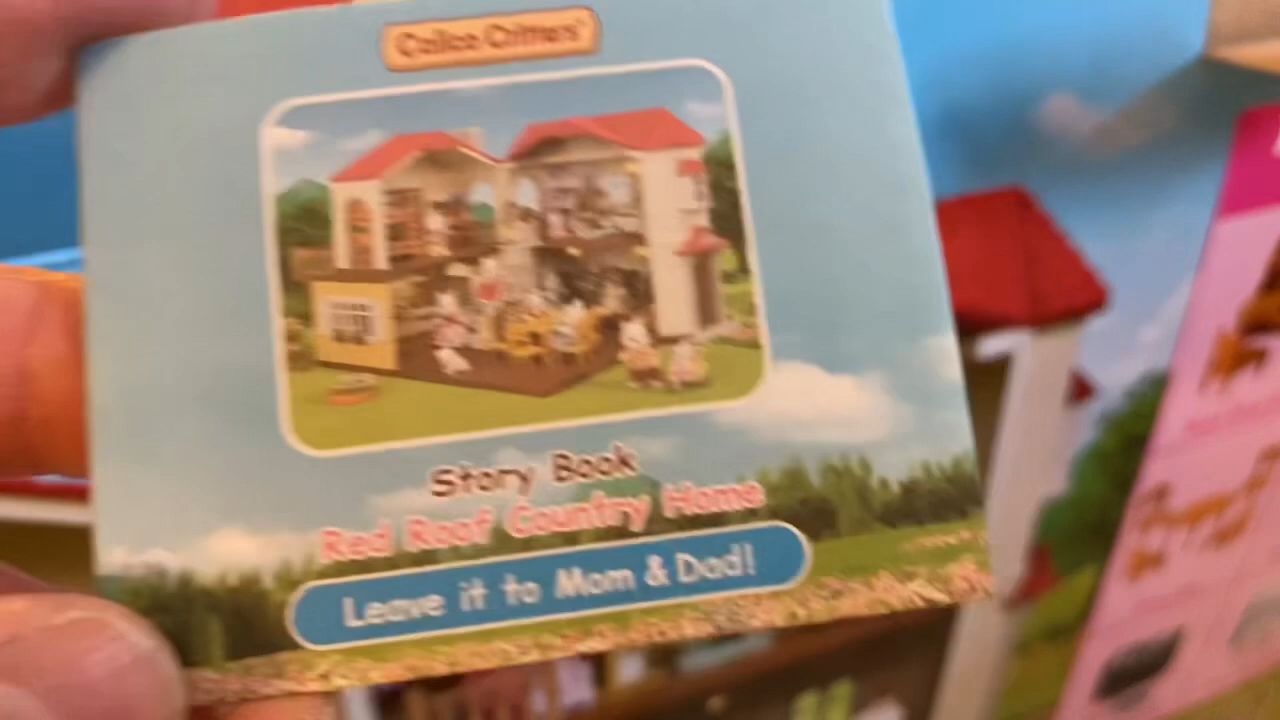 Calico Critters
Story Book
Red Roof Country Home
Leave it to Mom & Dad!